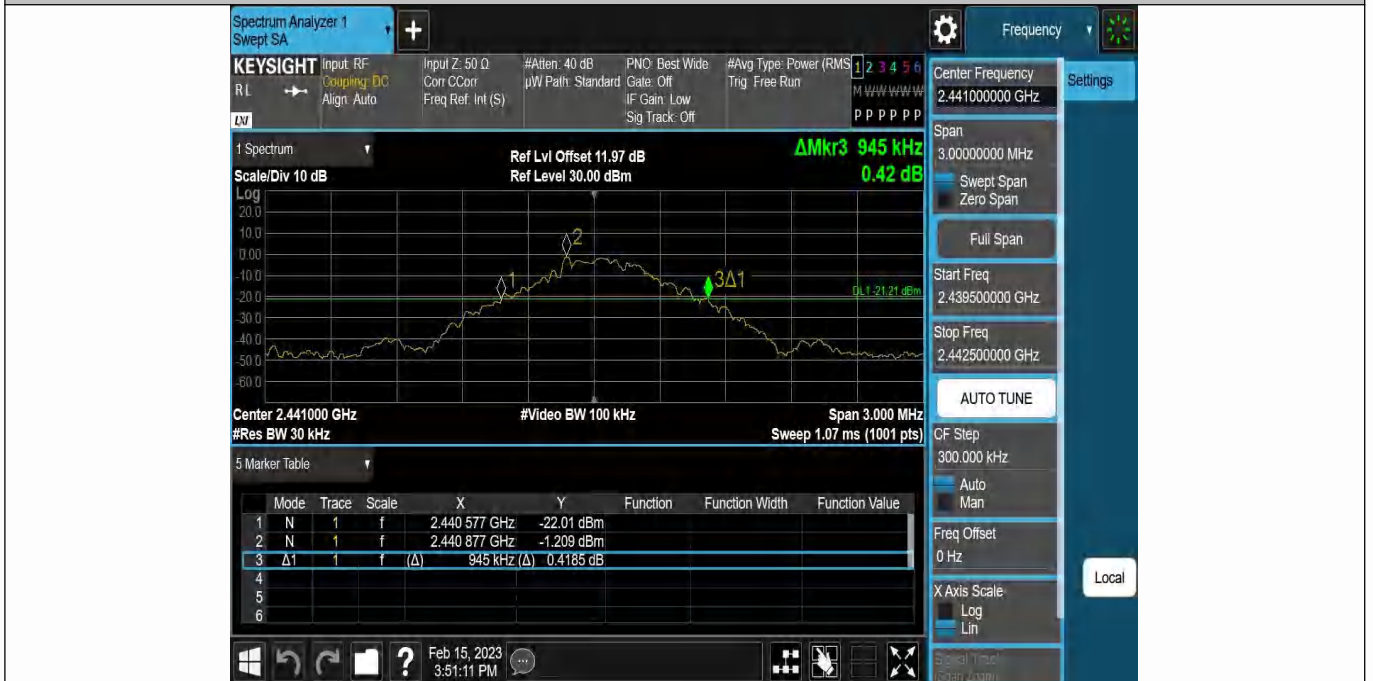 Spectrum Analyzer 1
Swept SA
+
Frequency
KEYSIGHT
RL
LXI
Input: RF
Coupling: DC
Align: Auto
Input Z: 50 Ω
Corr CCorr
Freq Ref: Int (S)
#Atten: 40 dB
µW Path: Standard
PNO: Best Wide
Gate: Off
IF Gain: Low
Sig Track: Off
#Avg Type: Power (RMS
Trig: Free Run
1 2 3 4 5 6
M W W W W W
P P P P P P
Center Frequency
2.441000000 GHz
Settings
Span
3.00000000 MHz
Swept Span
Zero Span
Full Span
Start Freq
2.439500000 GHz
Stop Freq
2.442500000 GHz
AUTO TUNE
CF Step
300.000 kHz
Auto
Man
Freq Offset
0 Hz
X Axis Scale
Log
Lin
Signal Track
(Span Zoom)
Local
1 Spectrum
Scale/Div 10 dB
Ref Lvl Offset 11.97 dB
Ref Level 30.00 dBm
ΔMkr3 945 kHz
0.42 dB
Log
20.0
10.0
0.00
-10.0
-20.0
-30.0
-40.0
-50.0
-60.0
1
2
3Δ1
DL1 -21.21 dBm
Center 2.441000 GHz
#Video BW 100 kHz
Span 3.000 MHz
#Res BW 30 kHz
Sweep 1.07 ms (1001 pts)
5 Marker Table
Mode Trace Scale X Y Function Function Width Function Value
1 N 1 f 2.440 577 GHz -22.01 dBm
2 N 1 f 2.440 877 GHz -1.209 dBm
3 Δ1 1 f (Δ) 945 kHz (Δ) 0.4185 dB
4
5
6
?
Feb 15, 2023
3:51:11 PM